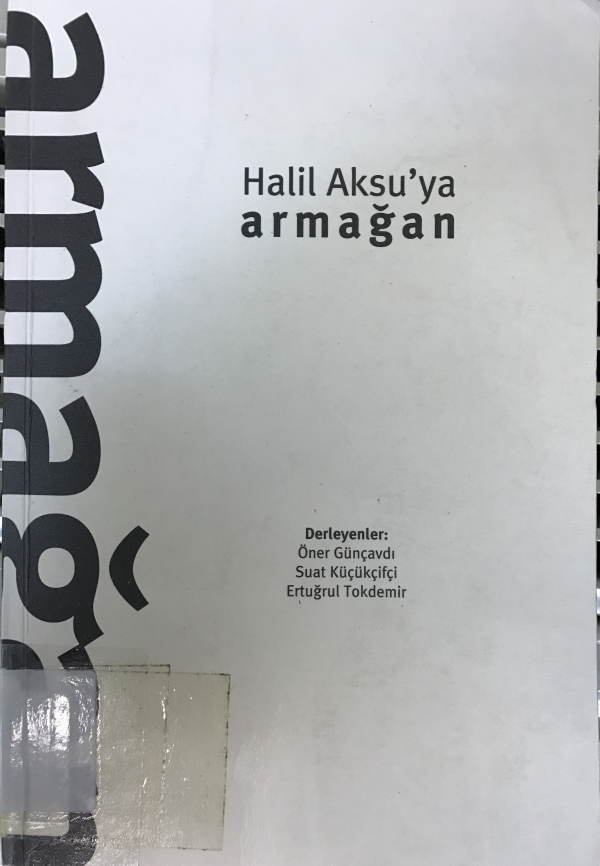 armağan
Halil Aksu'ya
armağan
Derleyenler:
Öner Günçavdı
Suat Küçükçifçi
Ertuğrul Tokdemir